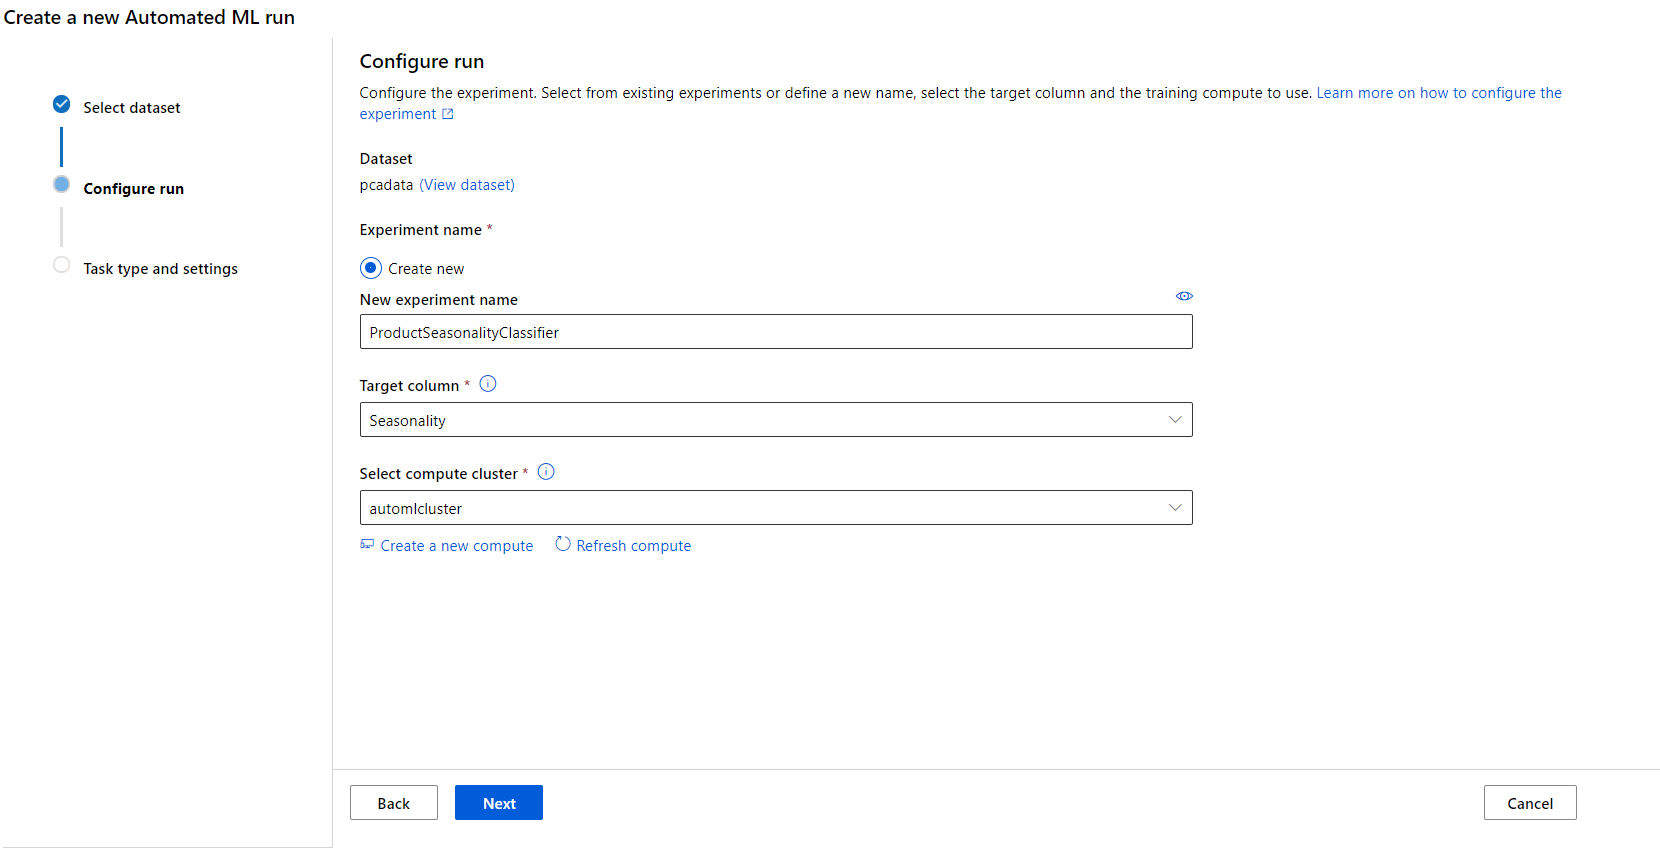 Create a new Automated ML run
Select dataset
Configure run
Task type and settings
Configure run
Configure the experiment. Select from existing experiments or define a new name, select the target column and the training compute to use. Learn more on how to configure the
experiment
Dataset
pcadata (View dataset)
Experiment name *
Create new
New experiment name
ProductSeasonalityClassifier
Target column *
Seasonality
Select compute cluster *
automlcluster
Create a new compute Refresh compute
Back Next Cancel